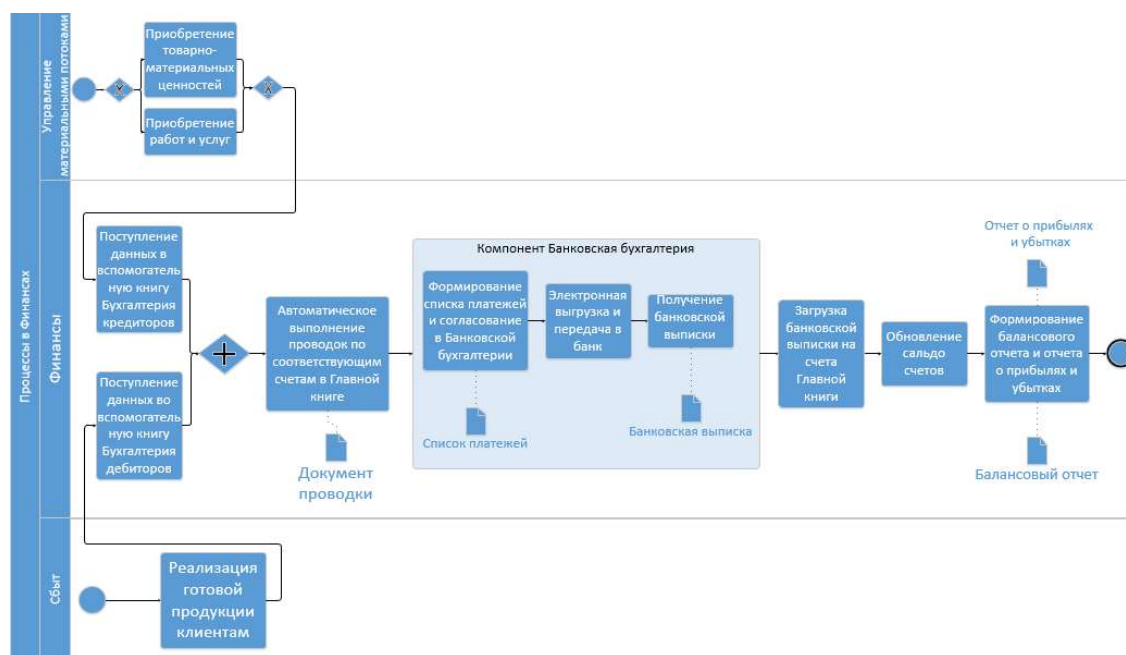 Процессы в Финансах
Управление
материальными потоками
Приобретение
товарно-
материальных
ценностей
Приобретение
работ и услуг
X
X
Финансы
Поступление
данных в
вспомогатель
ную книгу
Бухгалтерия
кредиторов
Поступление
данных во
вспомогатель
ную книгу
Бухгалтерия
дебиторов
Автоматическое
выполнение
проводок по
соответствующим
счетам в Главной
книге
Документ
проводки
Компонент Банковская бухгалтерия
Формирование
списка платежей
и согласование
в Банковской
бухгалтерии
Список платежей
Электронная
выгрузка и
передача в
банк
Получение
банковской
выписки
Банковская выписка
Загрузка
банковской
выписки на
счета
Главной
книги
Обновление
сальдо
счетов
Отчет о прибылях
и убытках
Формирование
балансового
отчета и отчета
о прибылях и
убытках
Балансовый отчет
Сбыт
Реализация
готовой
продукции
клиентам